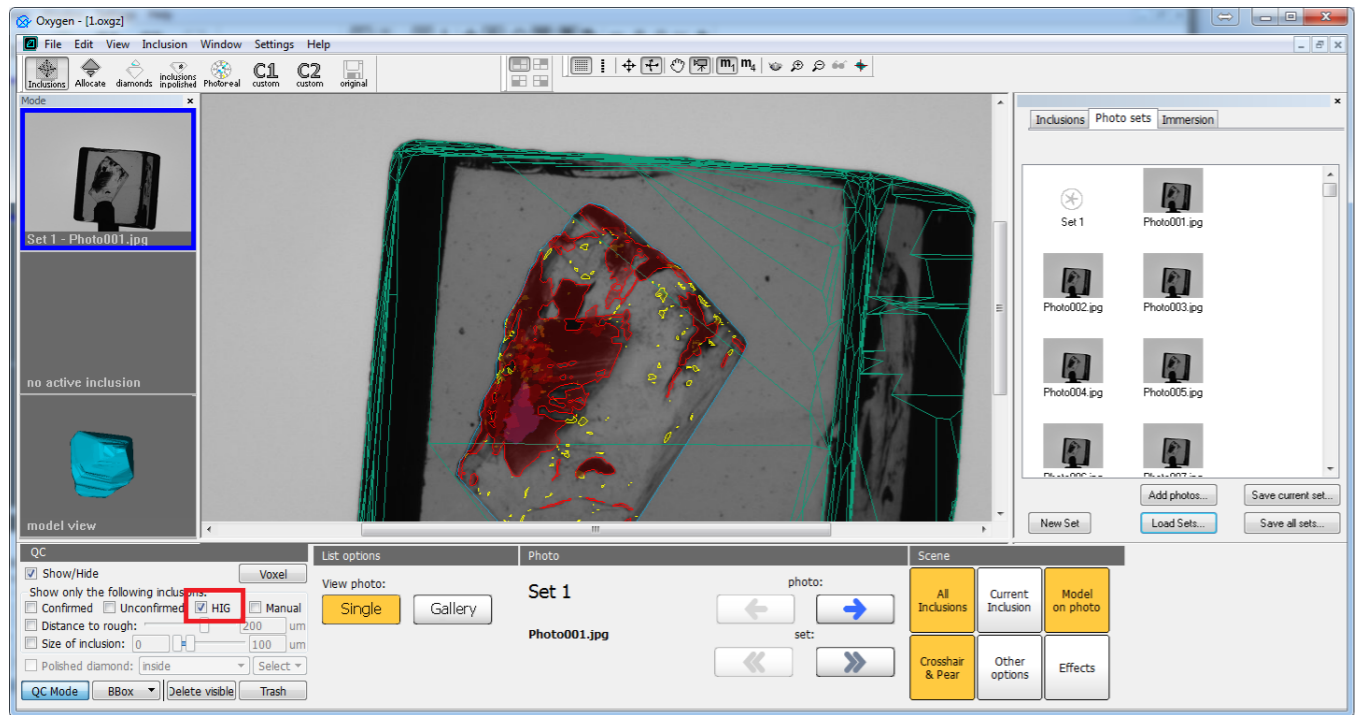 Oxygen - [1.oxgz]
File Edit View Inclusion Window Settings Help
Inclusions Allocate diamonds inclusions in polished Photoreal C1 custom C2 custom original
m1 m4
Mode
Inclusions Photo sets Immersion
Set 1 - Photo001.jpg
Set 1 Photo001.jpg
Photo002.jpg Photo003.jpg
no active inclusion
Photo004.jpg Photo005.jpg
model view
Add photos... Save current set...
New Set Load Sets... Save all sets...
QC
Show/Hide Voxel
Show only the following inclusions:
Confirmed Unconfirmed HIG Manual
Distance to rough: 200 um
Size of inclusion: 0 100 um
Polished diamond: inside Select
QC Mode BBox Delete visible Trash
List options
View photo:
Single Gallery
Photo
Set 1
Photo001.jpg
photo:
set:
Scene
All Inclusions
Current Inclusion
Model on photo
Crosshair & Pear
Other options
Effects